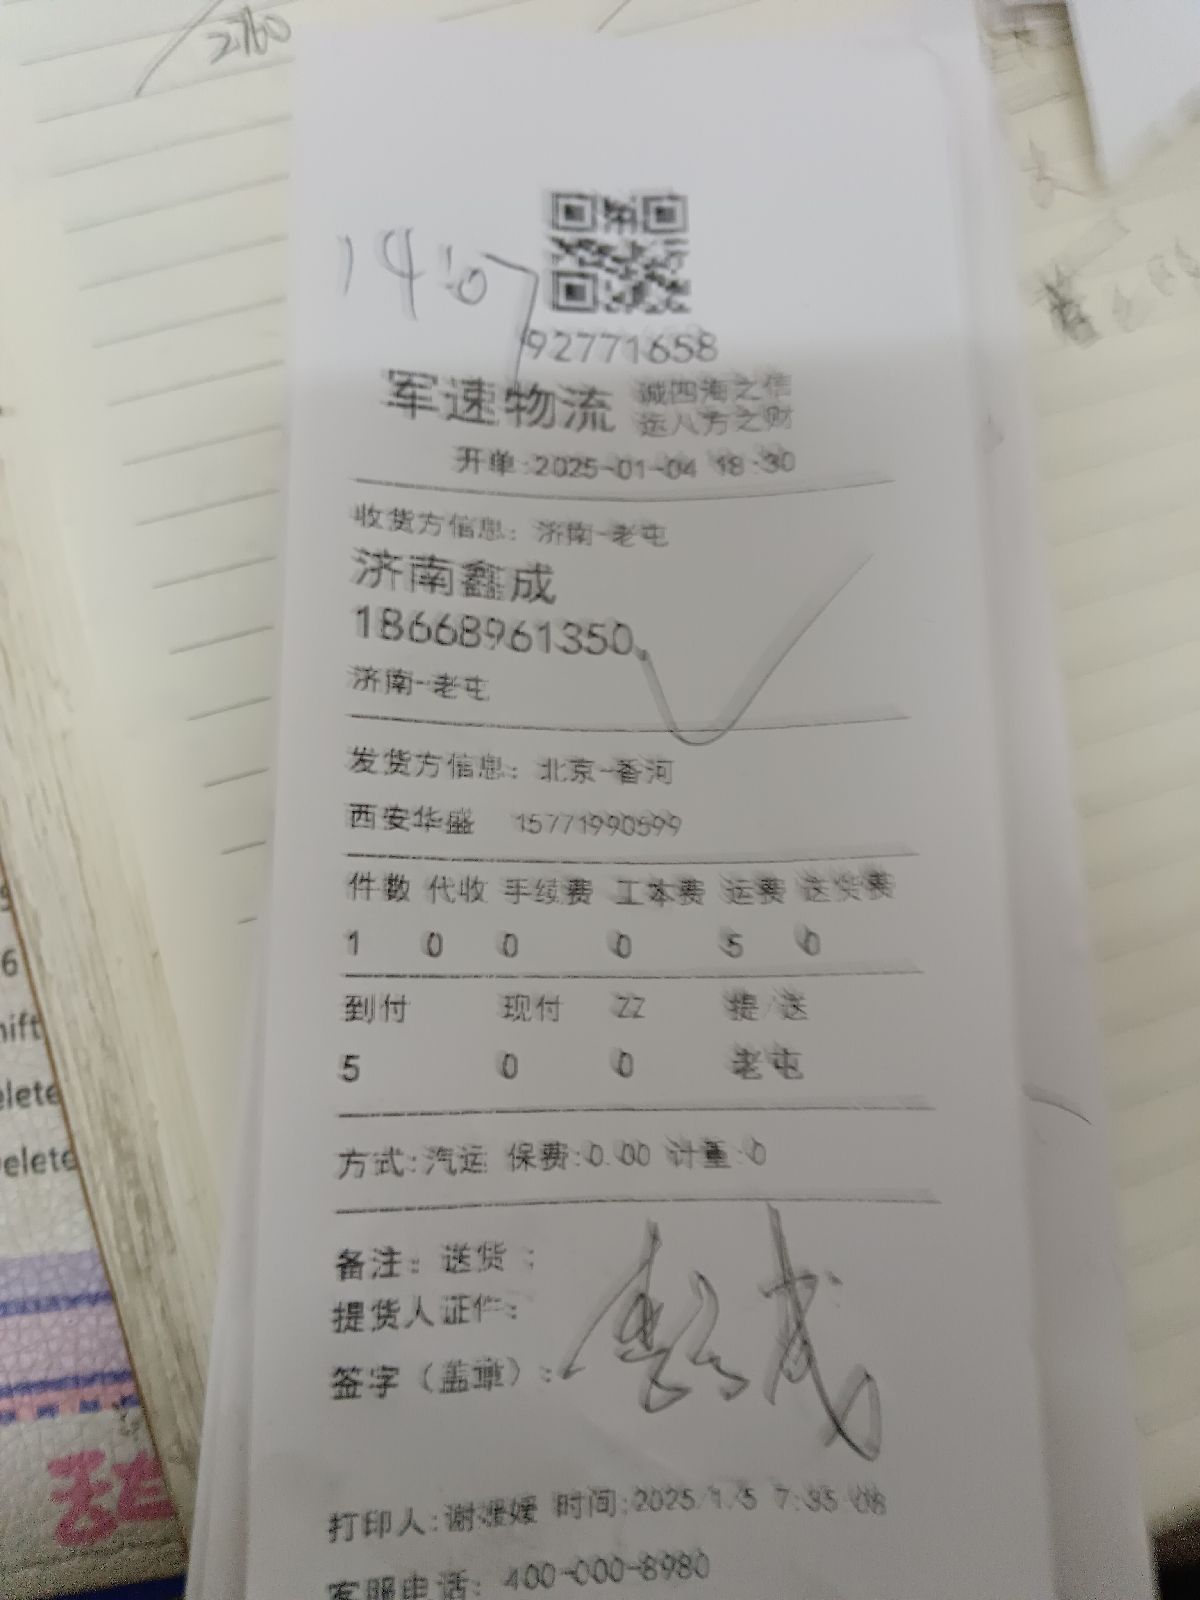 2760
1407
92771658
军速物流 诚四海之信
运八方之财
开单:2025-01-04 18:30
收货方信息: 济南-老屯
济南鑫成
18668961350
济南-老屯
发货方信息: 北京-香河
西安华盛 15771990599
件数 代收 手续费 工本费 运费 送货费
1 0 0 0 5 0
到付 现付 ZZ 提/送
5 0 0 老屯
方式:汽运 保费:0.00 计重:0
备注: 送货 :
提货人证件:
签字(盖章):
打印人:谢 媛 时间:2025/1/5 7:35:08
客服电话: 400-000-8980
6
elete
elete